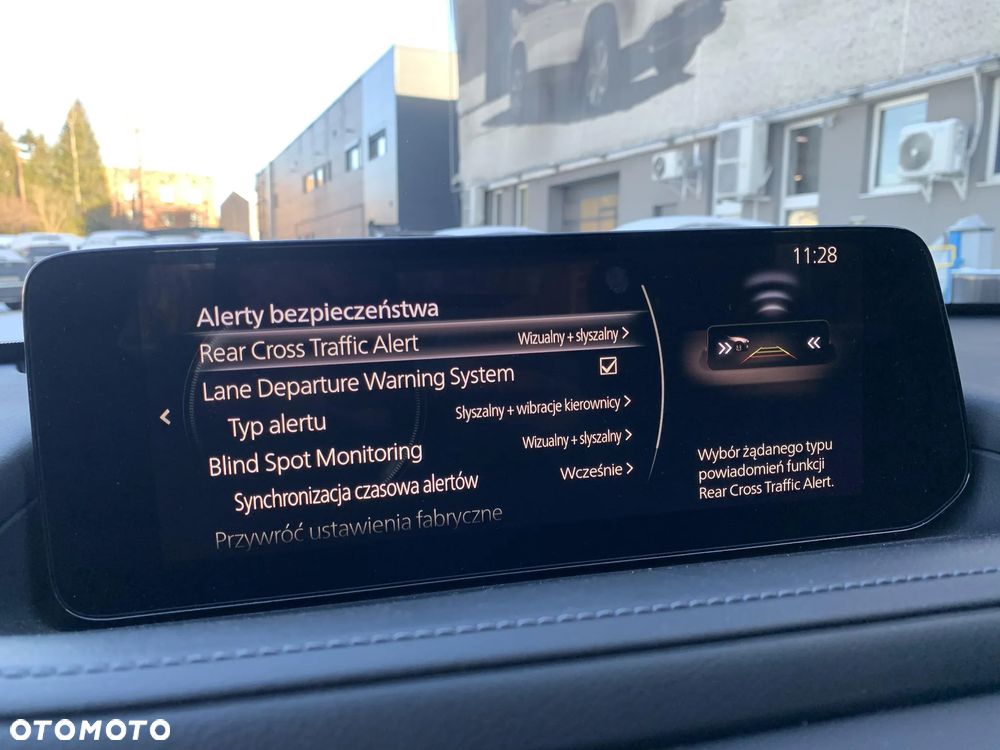 11:28
Alerty bezpieczeństwa
Rear Cross Traffic Alert Wizualny + słyszalny >
Lane Departure Warning System
Typ alertu Słyszalny + wibracje kierownicy >
Blind Spot Monitoring Wizualny + słyszalny >
Synchronizacja czasowa alertów Wcześnie >
Przywróć ustawienia fabryczne
Wybór żądanego typu
powiadomień funkcji
Rear Cross Traffic Alert.
OTOMOTO